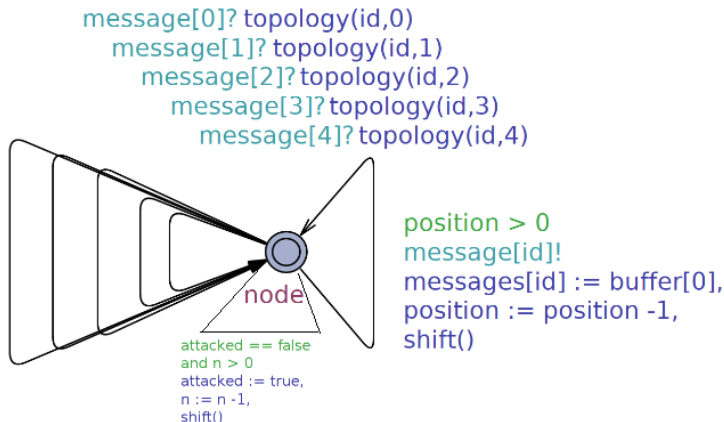 message[0]? topology(id,0)
message[1]? topology(id,1)
message[2]? topology(id,2)
message[3]? topology(id,3)
message[4]? topology(id,4)
position > 0
message[id]!
messages[id] := buffer[0],
position := position -1,
shift()
node
attacked == false
and n > 0
attacked := true,
n := n -1,
shift()